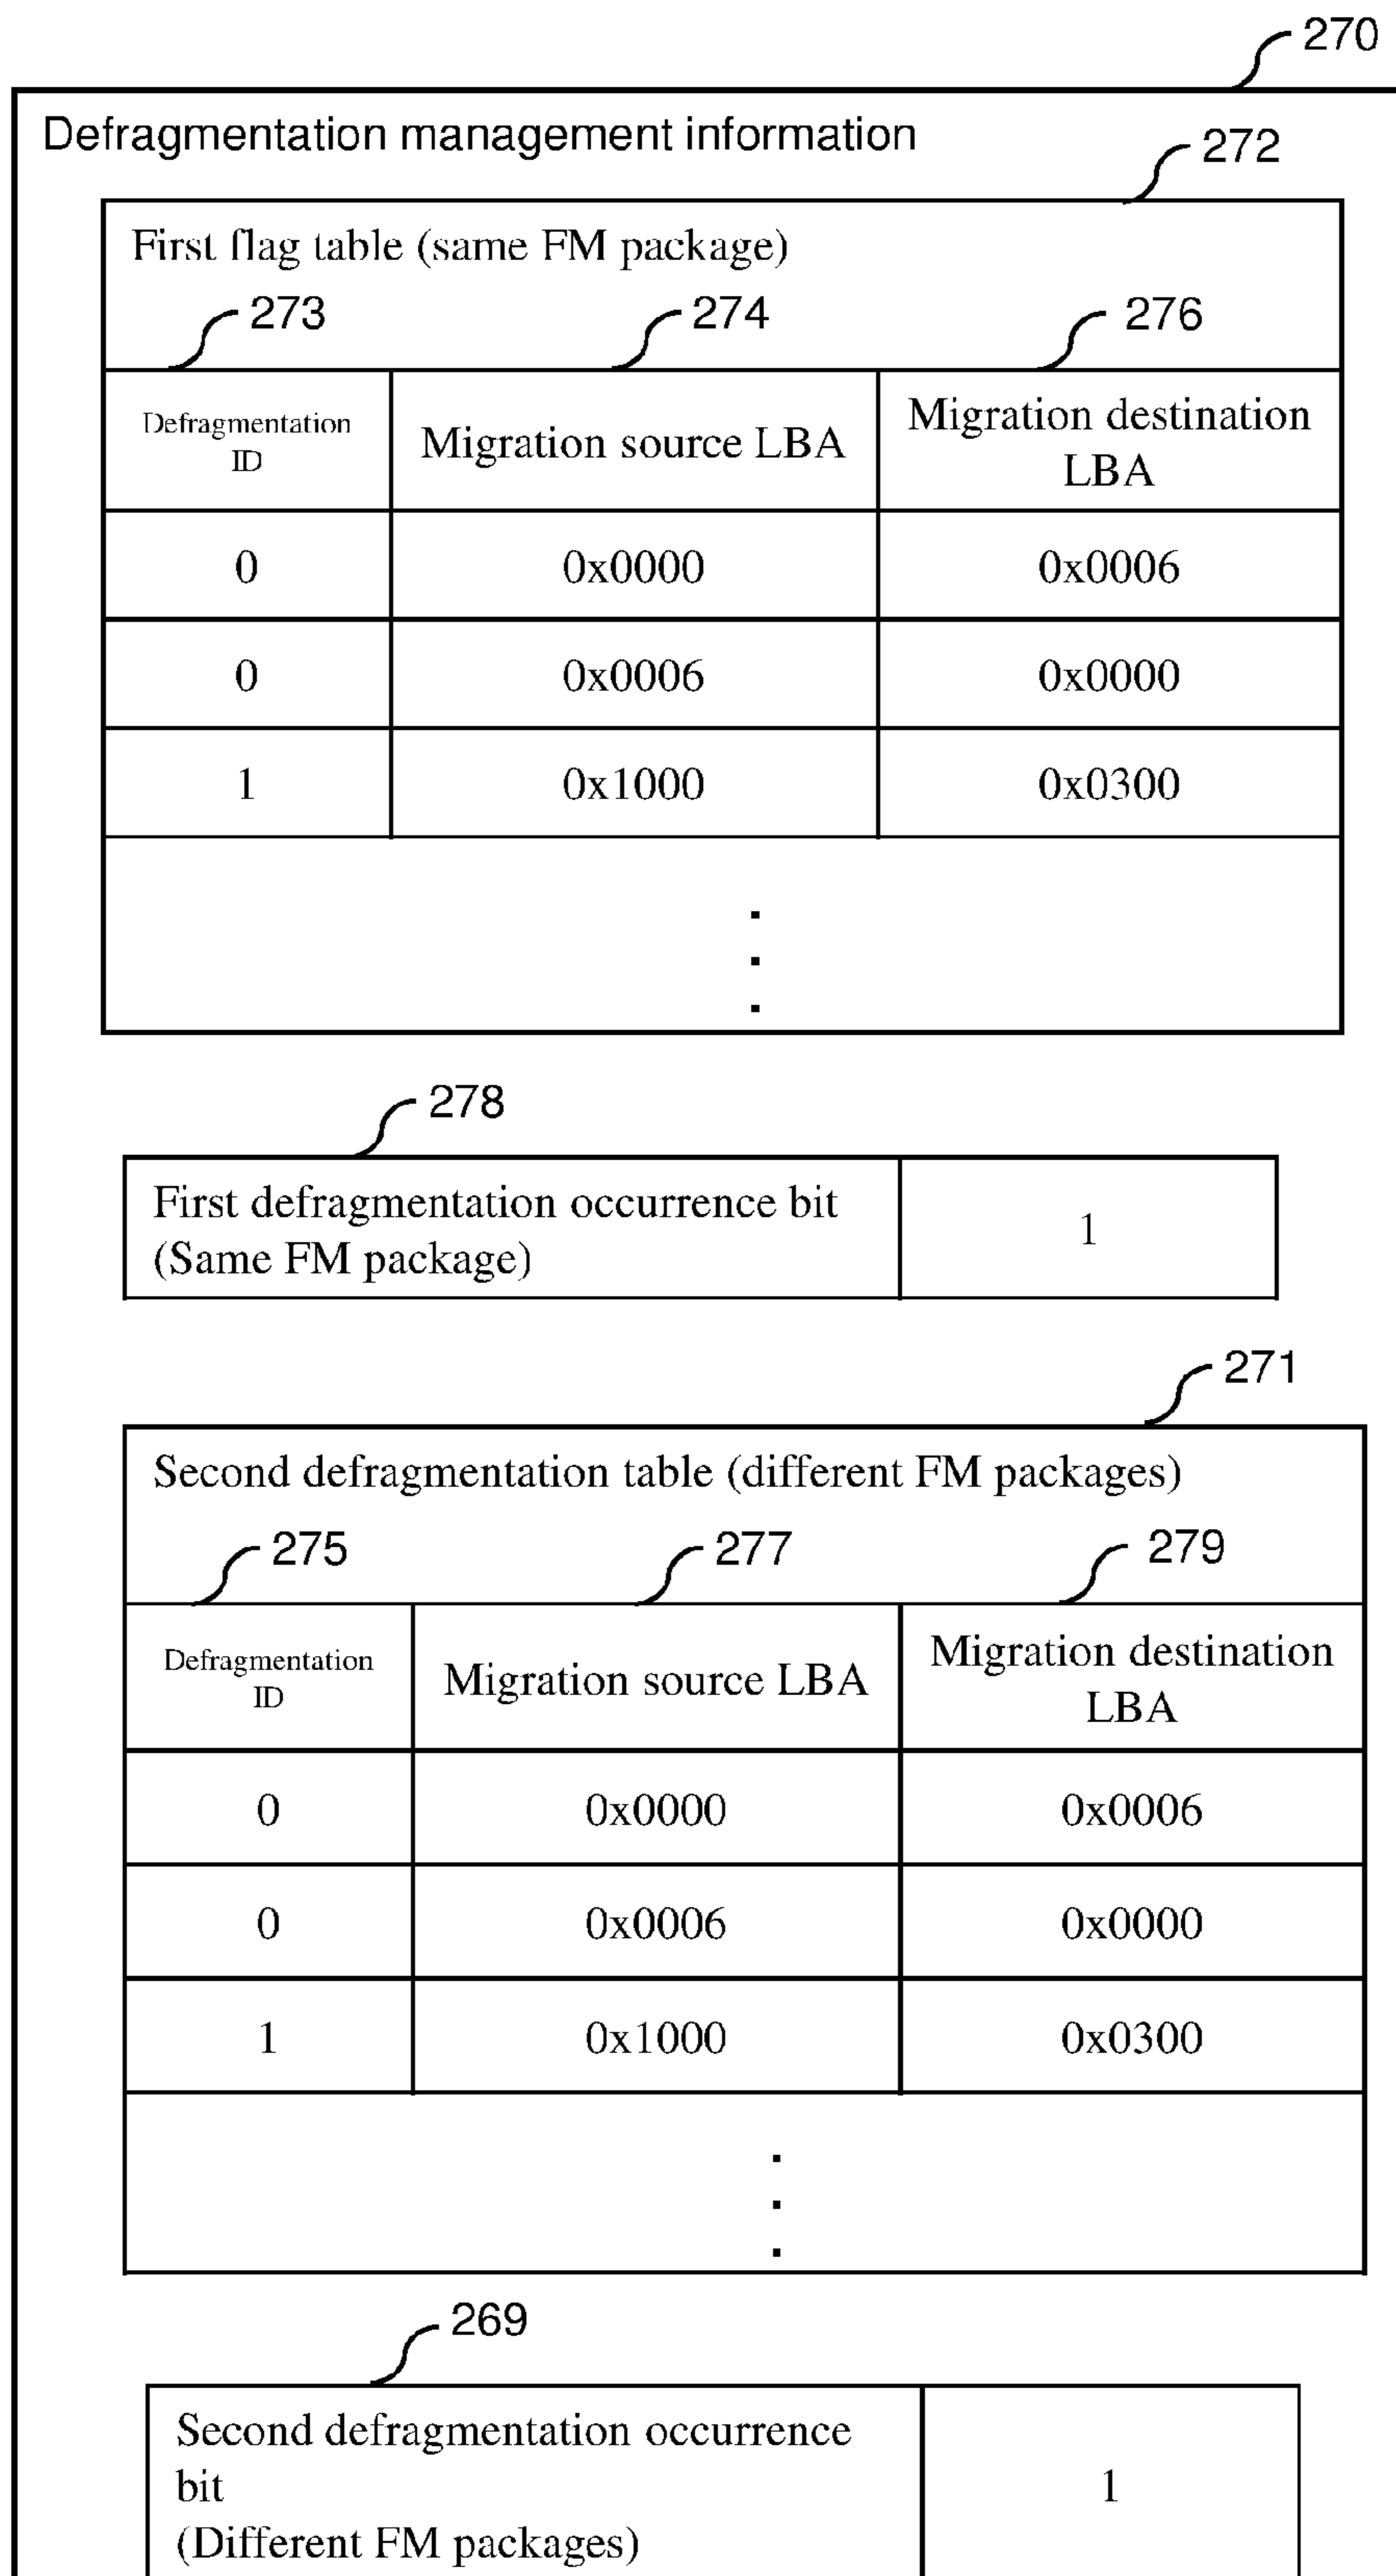 270
Defragmentation management information
272
First flag table (same FM package)
273 274 276
Defragmentation
ID
Migration source LBA
Migration destination
LBA
0 0x0000 0x0006
0 0x0006 0x0000
1 0x1000 0x0300
278
First defragmentation occurrence bit
(Same FM package)
1
271
Second defragmentation table (different FM packages)
275 277 279
Defragmentation
ID
Migration source LBA
Migration destination
LBA
0 0x0000 0x0006
0 0x0006 0x0000
1 0x1000 0x0300
269
Second defragmentation occurrence
bit
(Different FM packages)
1